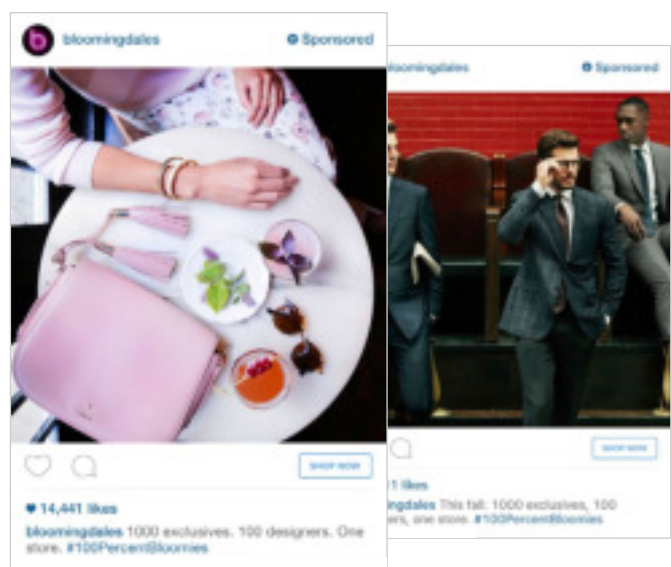 bloomingdales Sponsored
SHOP NOW
14,441 likes
bloomingdales 1000 exclusives. 100 designers. One
store. #100PercentBloomies
bloomingdales Sponsored
SHOP NOW
1 likes
ingdales This fall: 1000 exclusives, 100
ers, one store. #100PercentBloomies